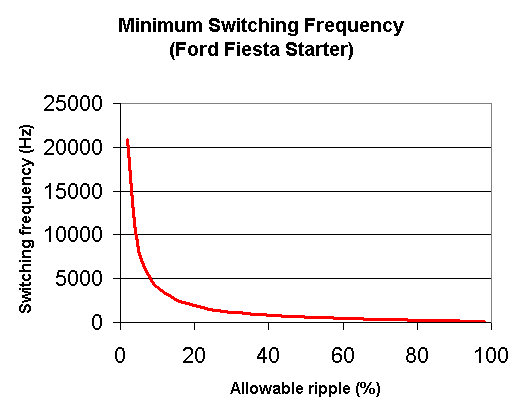 Minimum Switching Frequency
(Ford Fiesta Starter)
25000
20000
15000
10000
5000
0
Switching frequency (Hz)
0 20 40 60 80 100
Allowable ripple (%)